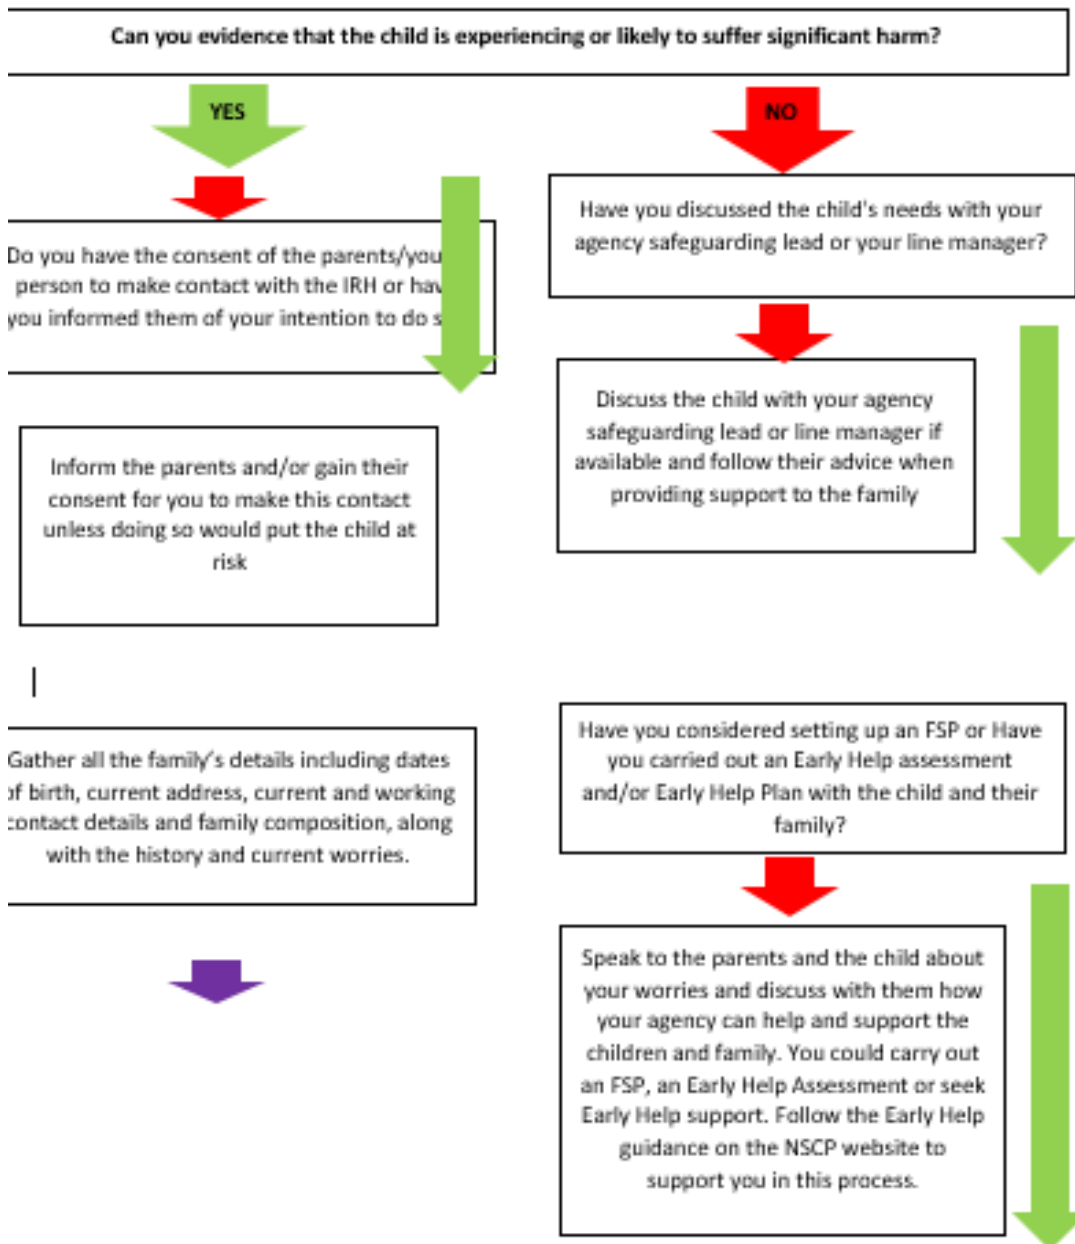 Can you evidence that the child is experiencing or likely to suffer significant harm?
YES
NO
Do you have the consent of the parents/you
person to make contact with the IRH or hav
you informed them of your intention to do s
Inform the parents and/or gain their
consent for you to make this contact
unless doing so would put the child at
risk
Gather all the family's details including dates
of birth, current address, current and working
contact details and family composition, along
with the history and current worries.
Have you discussed the child's needs with your
agency safeguarding lead or your line manager?
Discuss the child with your agency
safeguarding lead or line manager if
available and follow their advice when
providing support to the family
Have you considered setting up an FSP or Have
you carried out an Early Help assessment
and/or Early Help Plan with the child and their
family?
Speak to the parents and the child about
your worries and discuss with them how
your agency can help and support the
children and family. You could carry out
an FSP, an Early Help Assessment or seek
Early Help support. Follow the Early Help
guidance on the NSCP website to
support you in this process.